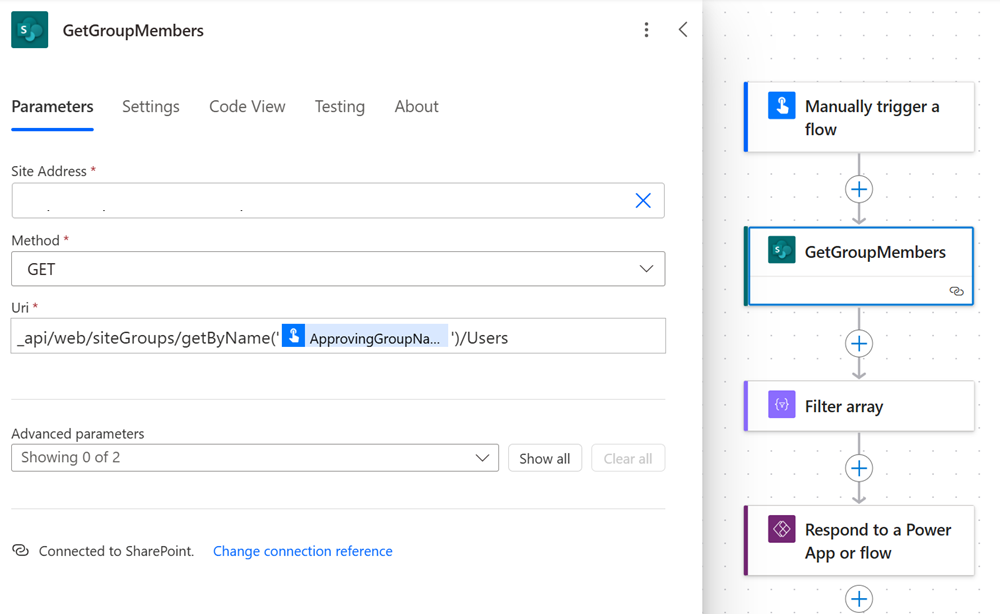 GetGroupMembers
Parameters
Settings
Code View
Testing
About
Site Address *
Method *
GET
Uri *
_api/web/siteGroups/getByName('ApprovingGroupNa...')/Users
Advanced parameters
Showing 0 of 2
Show all
Clear all
Connected to SharePoint.
Change connection reference
Manually trigger a
flow
GetGroupMembers
Filter array
Respond to a Power
App or flow